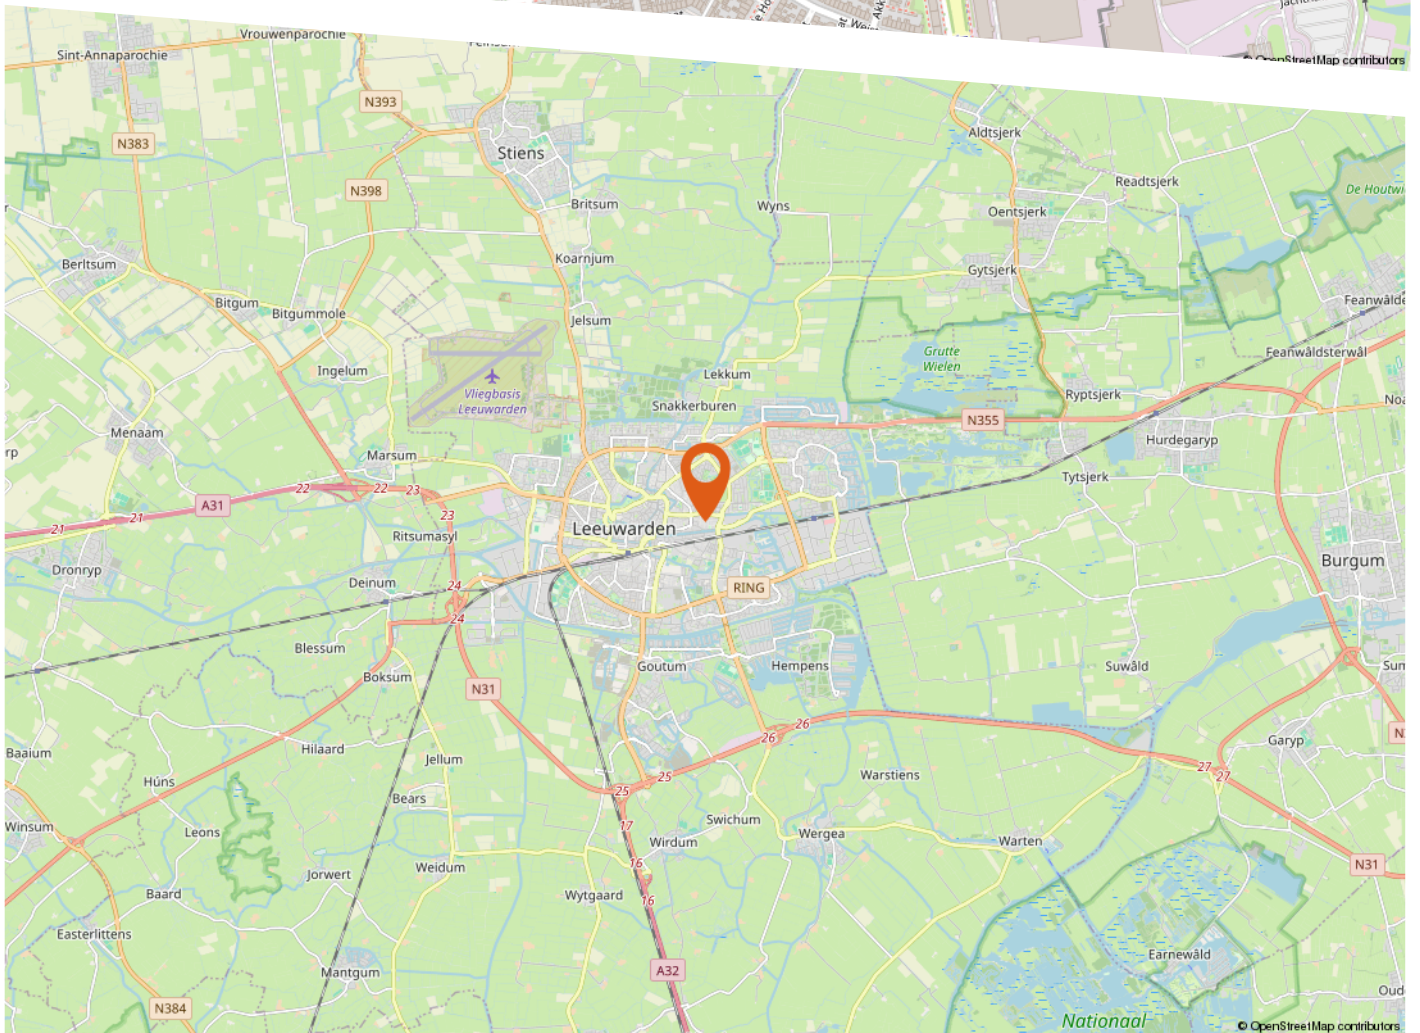 © OpenStreetMap contributors
Vrouwenparochie
Sint-Annaparochie
N393
Aldtsjerk
N383
Stiens
Readtsjerk
N398
Britsum
Wyns
Oentsjerk
Koarnjum
Berltsum
Gytsjerk
Bitgum
Bitgummole
Jelsum
Feanwâldsterwâl
Grutte
Wielen
Ingelum
Lekkum
Vliegbasis
Leeuwarden
Snakkerburen
Ryptsjerk
N355
Menaam
Hurdegaryp
Marsum
Tytsjerk
22
22
23
A31
23
21
21
Leeuwarden
Ritsumasyl
Burgum
Dronryp
Deinum
24
RING
24
Blessum
Goutum
Hempens
Suwâld
Boksum
N31
26
26
Baaium
Hilaard
Garyp
Jellum
27
27
Húns
25
Warstiens
25
Bears
Winsum
Leons
17
Swichum
Wergea
Wirdum
Warten
16
N31
Weidum
Jorwert
Baard
Wytgaard
16
Easterlittens
Earnewâld
Mantgum
A32
N384
Nationaal
© OpenStreetMap contributors